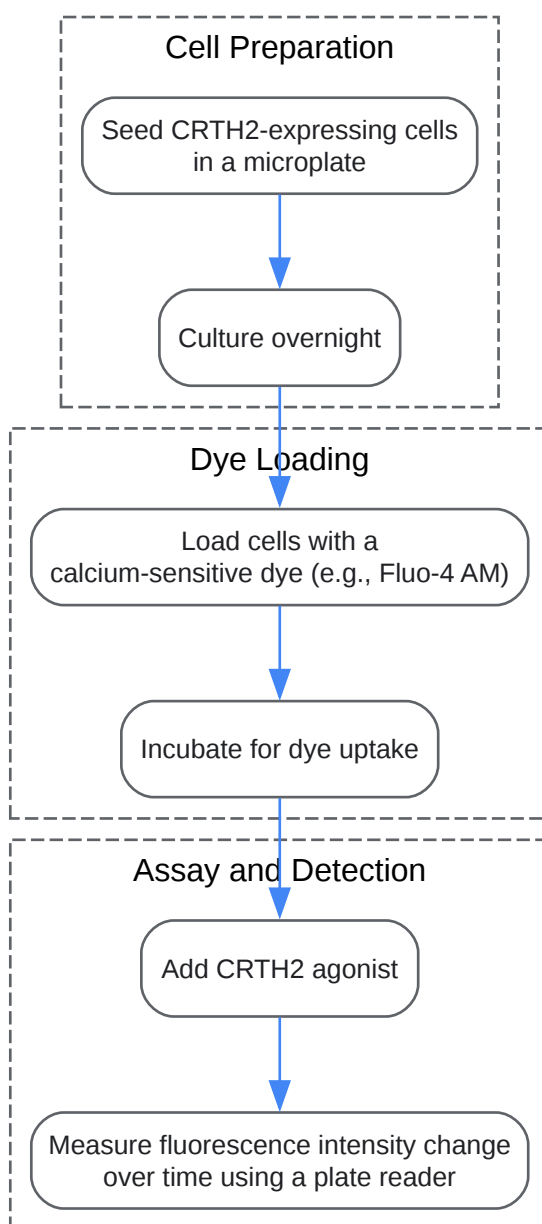 Cell Preparation
Seed CRTH2-expressing cells
in a microplate
Culture overnight
Dye Loading
Load cells with a
calcium-sensitive dye (e.g., Fluo-4 AM)
Incubate for dye uptake
Assay and Detection
Add CRTH2 agonist
Measure fluorescence intensity change
over time using a plate reader